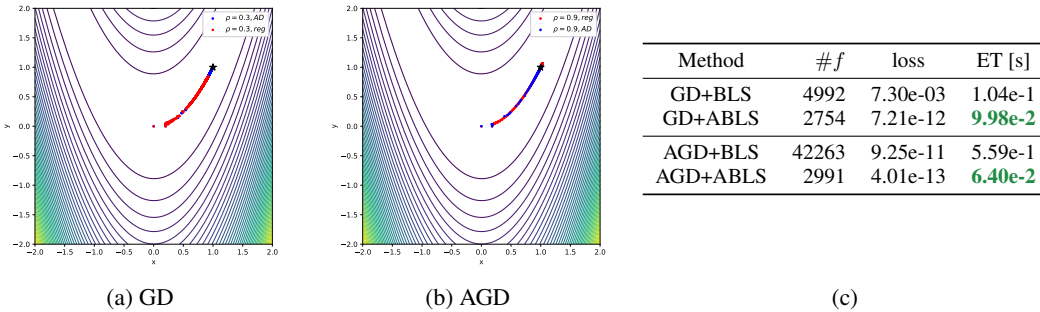 ρ = 0.3, AD
ρ = 0.3, reg
2.0
1.5
1.0
0.5
0.0
−0.5
−1.0
−1.5
−2.0
y
−2.0 −1.5 −1.0 −0.5 0.0 0.5 1.0 1.5 2.0
x
(a) GD
ρ = 0.9, reg
ρ = 0.9, AD
2.0
1.5
1.0
0.5
0.0
−0.5
−1.0
−1.5
−2.0
y
−2.0 −1.5 −1.0 −0.5 0.0 0.5 1.0 1.5 2.0
x
(b) AGD
Method #f loss ET [s]
GD+BLS 4992 7.30e-03 1.04e-1
GD+ABLS 2754 7.21e-12 9.98e-2
AGD+BLS 42263 9.25e-11 5.59e-1
AGD+ABLS 2991 4.01e-13 6.40e-2
(c)